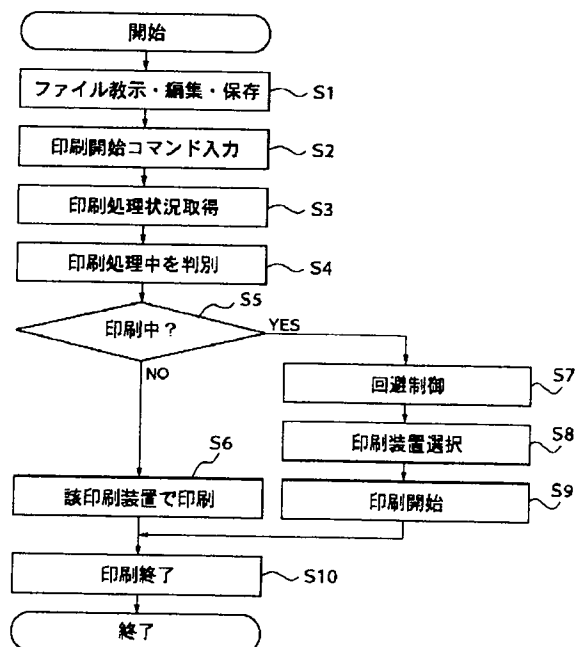 開始
ファイル教示・編集・保存 S1
印刷開始コマンド入力 S2
印刷処理状況取得 S3
印刷処理中を判別 S4
印刷中？ S5
YES
NO
回避制御 S7
印刷装置選択 S8
印刷開始 S9
S6
該印刷装置で印刷
印刷終了 S10
終了